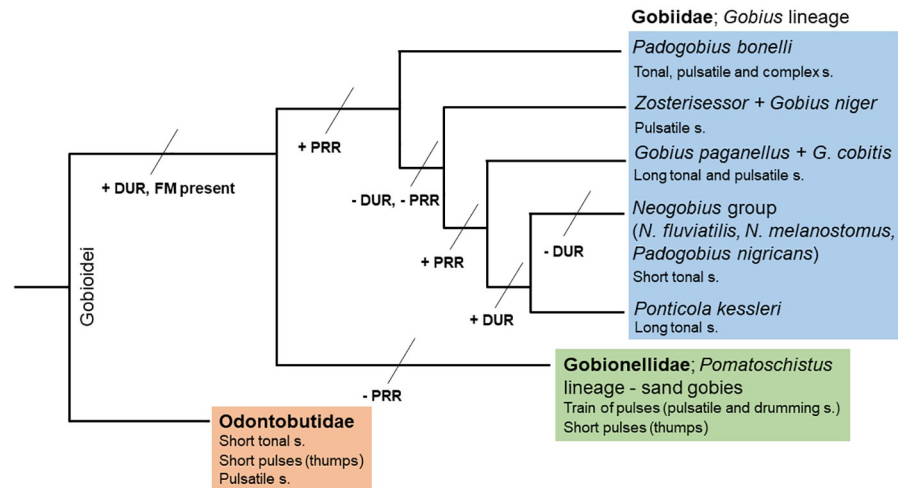 Gobiidae; Gobius lineage
Padogobius bonelli
Tonal, pulsatile and complex s.
Zosterisessor + Gobius niger
Pulsatile s.
+ PRR
Gobius paganellus + G. cobitis
Long tonal and pulsatile s.
+ DUR, FM present
- DUR, - PRR
Neogobius group
(N. fluviatilis, N. melanostomus,
Padogobius nigricans)
Short tonal s.
- DUR
+ PRR
Gobioidei
Ponticola kessleri
Long tonal s.
+ DUR
Gobionellidae; Pomatoschistus
lineage - sand gobies
Train of pulses (pulsatile and drumming s.)
Short pulses (thumps)
- PRR
Odontobutidae
Short tonal s.
Short pulses (thumps)
Pulsatile s.